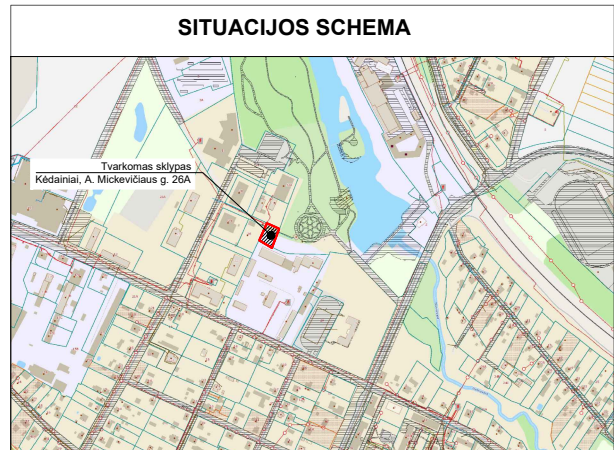 SITUACIJOS SCHEMA
Tvarkomas sklypas
Kėdainiai, A. Mickevičiaus g. 26A